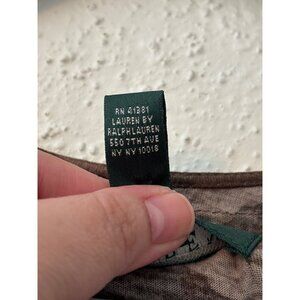 RN 41381
LAUREN BY
RALPH LAUREN
550 7TH AVE
NY NY 10018